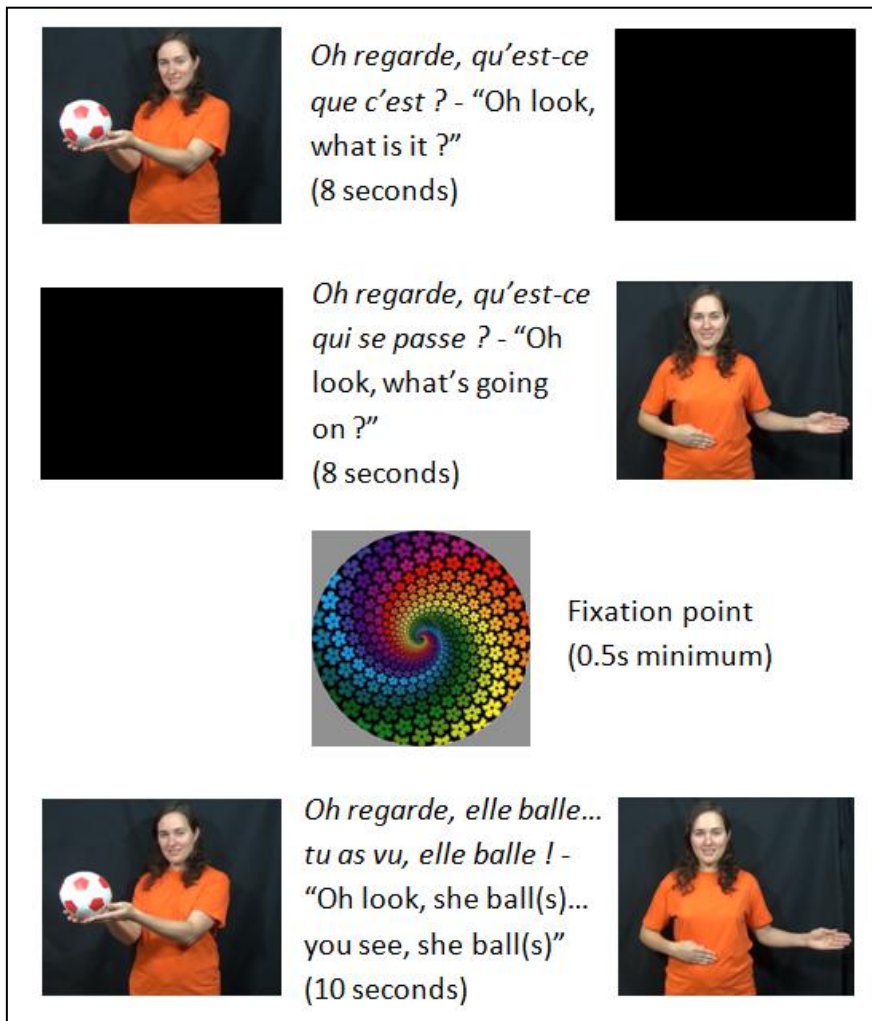 Oh regarde, qu’est-ce
que c’est ? - “Oh look,
what is it ?”
(8 seconds)
Oh regarde, qu’est-ce
qui se passe ? - “Oh
look, what’s going
on ?”
(8 seconds)
Fixation point
(0.5s minimum)
Oh regarde, elle balle…
tu as vu, elle balle ! -
“Oh look, she ball(s)…
you see, she ball(s)”
(10 seconds)